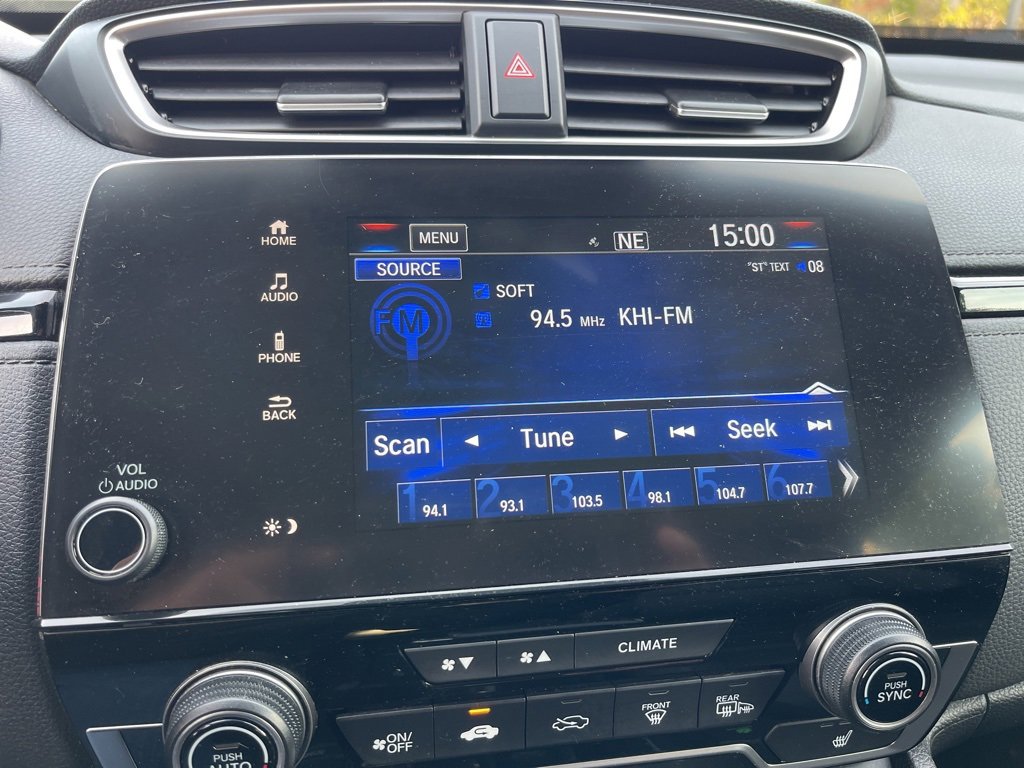 HOME
AUDIO
PHONE
BACK
VOL
AUDIO
MENU
NE
15:00
SOURCE
"ST" TEXT
08
FM
SOFT
94.5 MHz KHI-FM
Scan
Tune
Seek
1 94.1
2 93.1
3 103.5
4 98.1
5 104.7
6 107.7
CLIMATE
PUSH
AUTO
ON/
OFF
FRONT
REAR
PUSH
SYNC